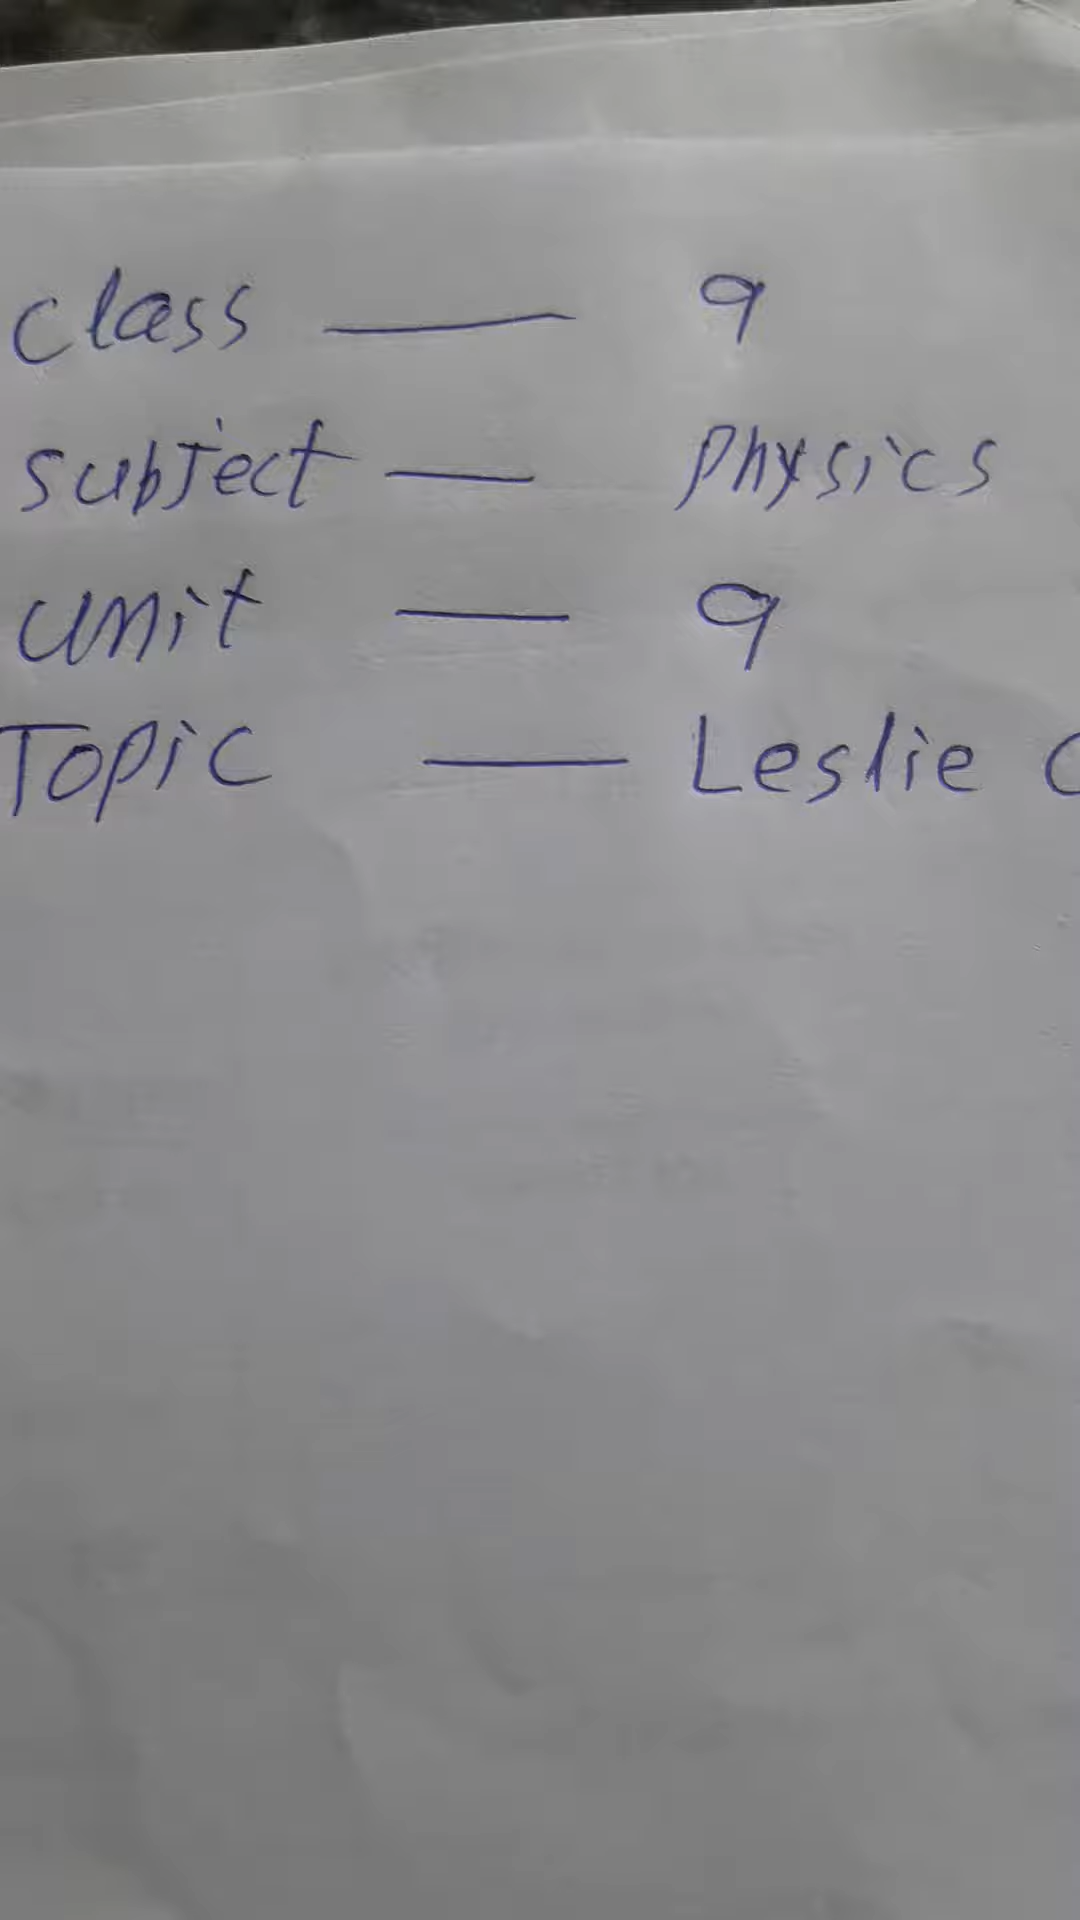 class — 9
subject — physics
unit — 9
Topic — Leslie